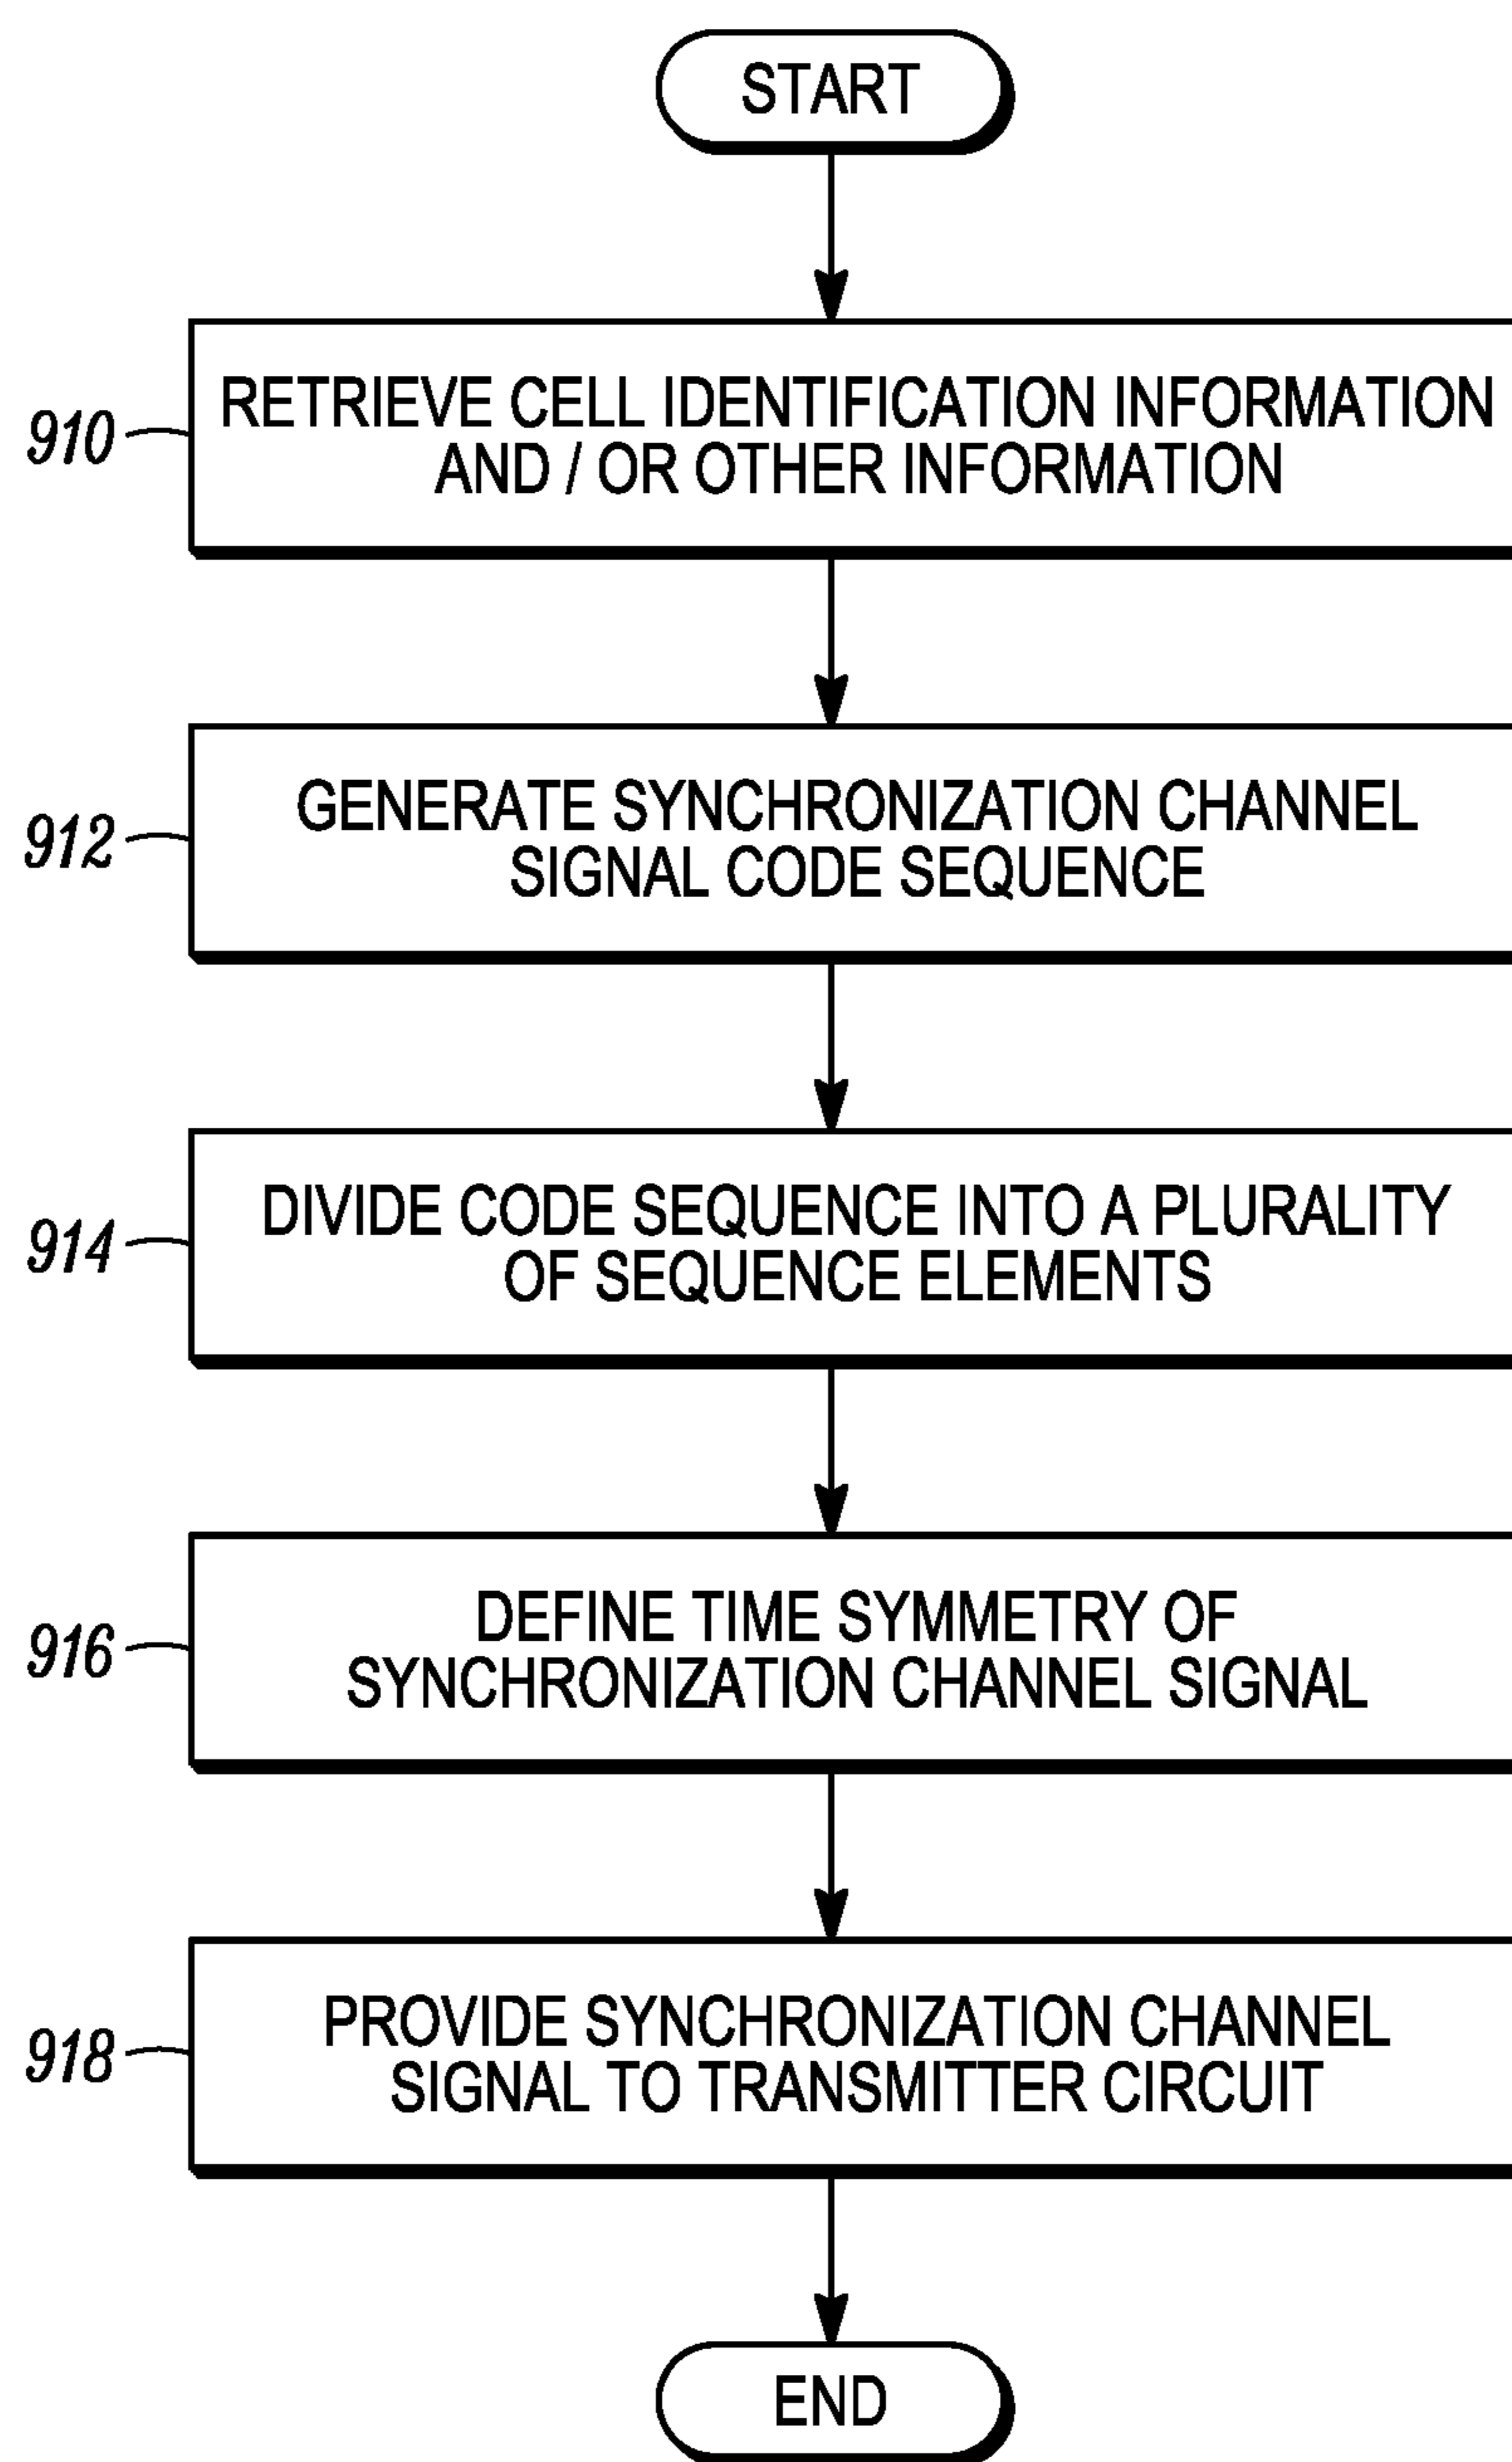 START
910
RETRIEVE CELL IDENTIFICATION INFORMATION
AND / OR OTHER INFORMATION
912
GENERATE SYNCHRONIZATION CHANNEL
SIGNAL CODE SEQUENCE
914
DIVIDE CODE SEQUENCE INTO A PLURALITY
OF SEQUENCE ELEMENTS
916
DEFINE TIME SYMMETRY OF
SYNCHRONIZATION CHANNEL SIGNAL
918
PROVIDE SYNCHRONIZATION CHANNEL
SIGNAL TO TRANSMITTER CIRCUIT
END